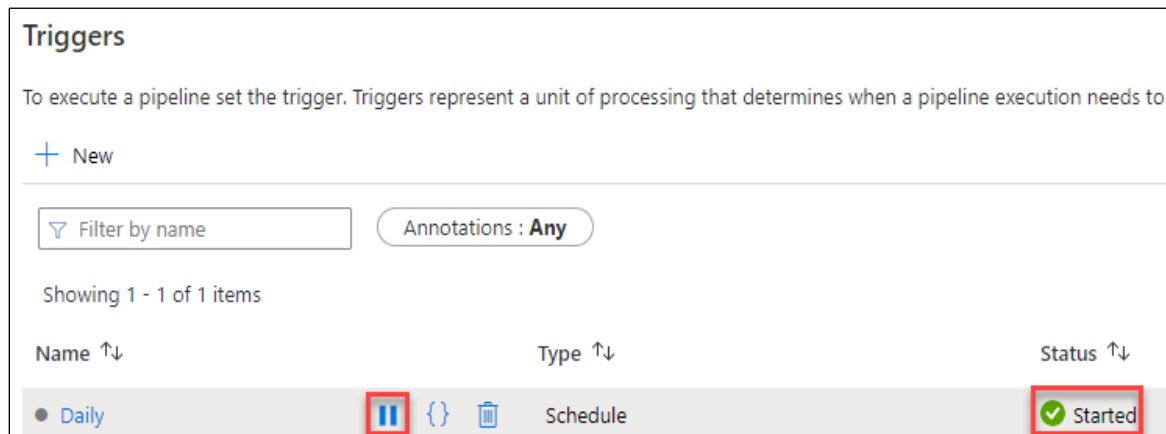 Triggers
To execute a pipeline set the trigger. Triggers represent a unit of processing that determines when a pipeline execution needs to
+ New
Filter by name
Annotations : Any
Showing 1 - 1 of 1 items
Name ↑↓ Type ↑↓ Status ↑↓
Daily {} Schedule Started